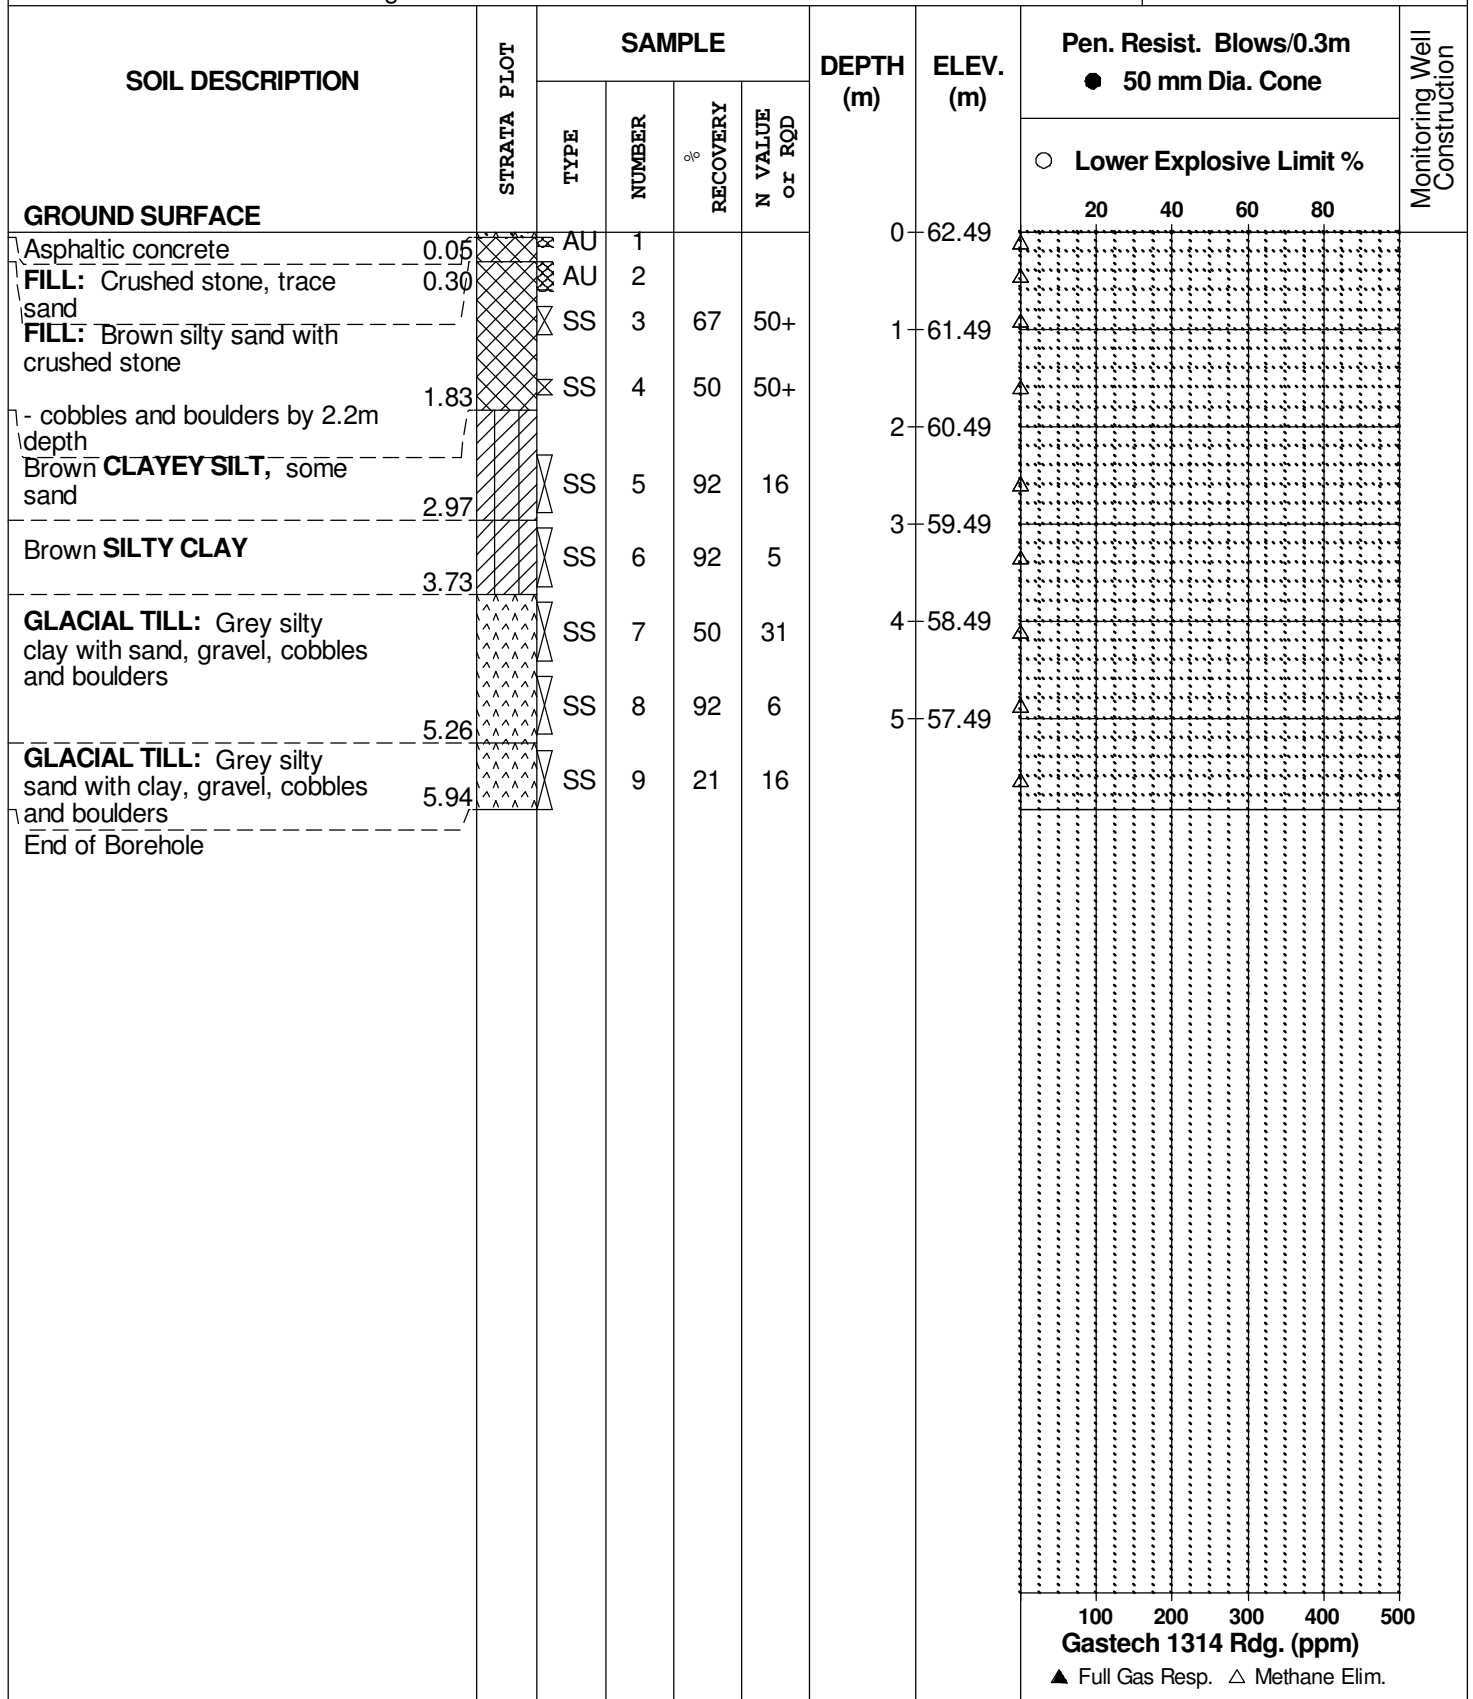 SOIL DESCRIPTION
STRATA PLOT
SAMPLE
TYPE
NUMBER
% RECOVERY
N VALUE or RQD
DEPTH (m)
ELEV. (m)
Pen. Resist. Blows/0.3m
● 50 mm Dia. Cone
○ Lower Explosive Limit %
20 40 60 80
Monitoring Well Construction
GROUND SURFACE
0 62.49
Asphaltic concrete 0.05
AU 1
FILL: Crushed stone, trace 0.30
sand
AU 2
FILL: Brown silty sand with
crushed stone
SS 3 67 50+
1 61.49
1.83
SS 4 50 50+
- cobbles and boulders by 2.2m
depth
2 60.49
Brown CLAYEY SILT, some
sand
2.97
SS 5 92 16
3 59.49
Brown SILTY CLAY
3.73
SS 6 92 5
GLACIAL TILL: Grey silty
clay with sand, gravel, cobbles
and boulders
SS 7 50 31
4 58.49
5.26
SS 8 92 6
5 57.49
GLACIAL TILL: Grey silty
sand with clay, gravel, cobbles
and boulders
5.94
SS 9 21 16
End of Borehole
100 200 300 400 500
Gastech 1314 Rdg. (ppm)
▲ Full Gas Resp. △ Methane Elim.